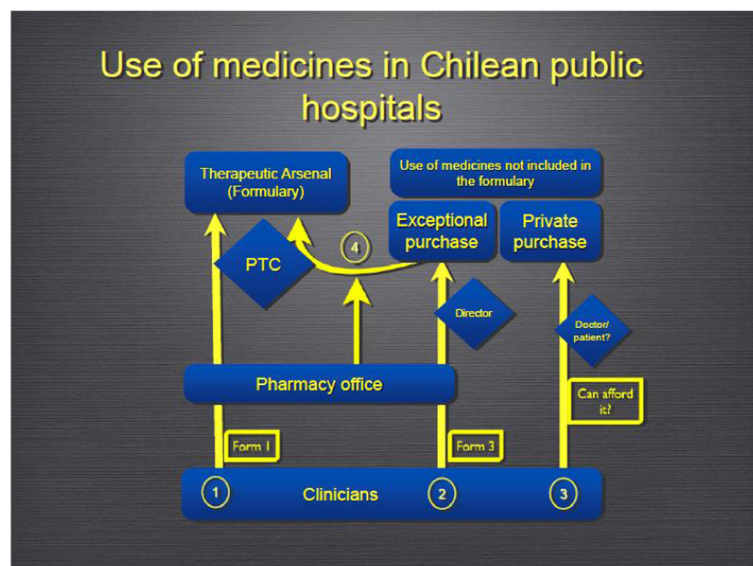 Use of medicines in Chilean public
hospitals
Therapeutic Arsenal
(Formulary)
Use of medicines not included in
the formulary
Exceptional
purchase
Private
purchase
4
PTC
Director
Doctor/
patient?
Pharmacy office
Can afford
it?
Form 1
Form 3
1
Clinicians
2
3